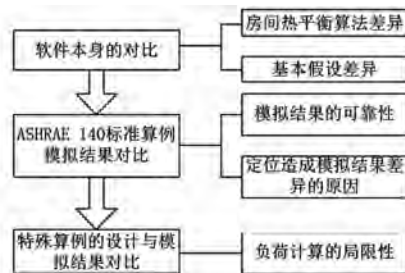 房间热平衡算法差异
软件本身的对比
基本假设差异
模拟结果的可靠性
ASHRAE 140标准算例
模拟结果对比
定位造成模拟结果差
异的原因
特殊算例的设计与模
拟结果对比
负荷计算的局限性